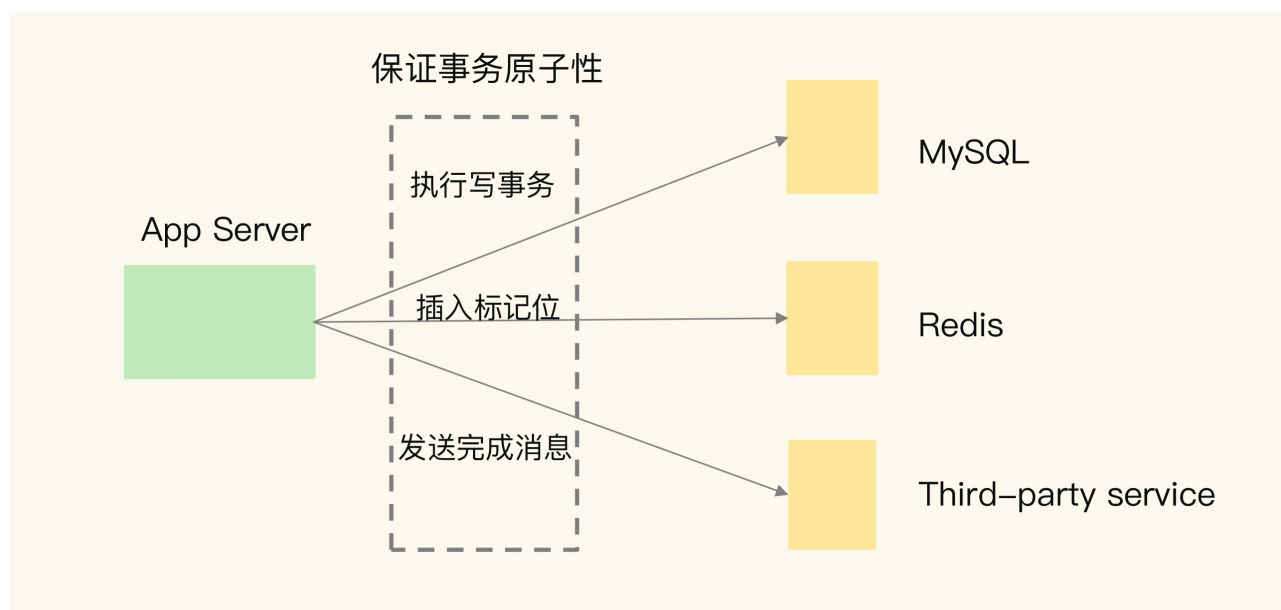 保证事务原子性
执行写事务
MySQL
App Server
插入标记位
Redis
发送完成消息
Third-party service